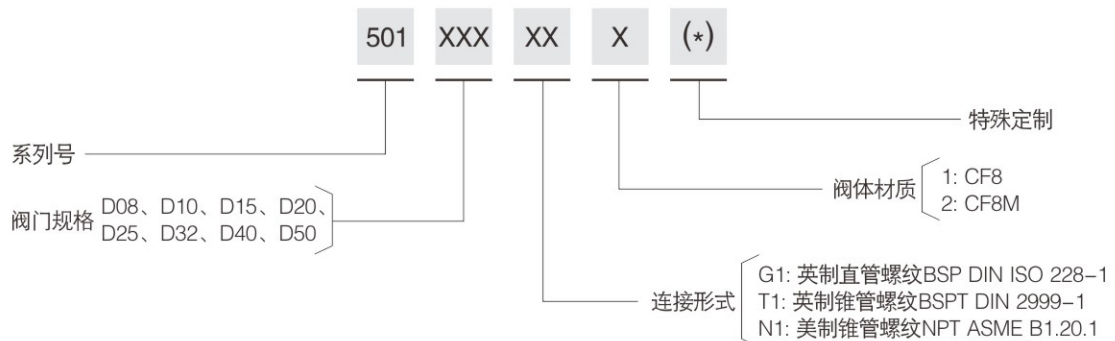 501 XXX XX X (*)
特殊定制
系列号
阀体材质
1: CF8
2: CF8M
阀门规格
D08、D10、D15、D20、
D25、D32、D40、D50
连接形式
G1: 英制直管螺纹BSP DIN ISO 228-1
T1: 英制锥管螺纹BSPT DIN 2999-1
N1: 美制锥管螺纹NPT ASME B1.20.1